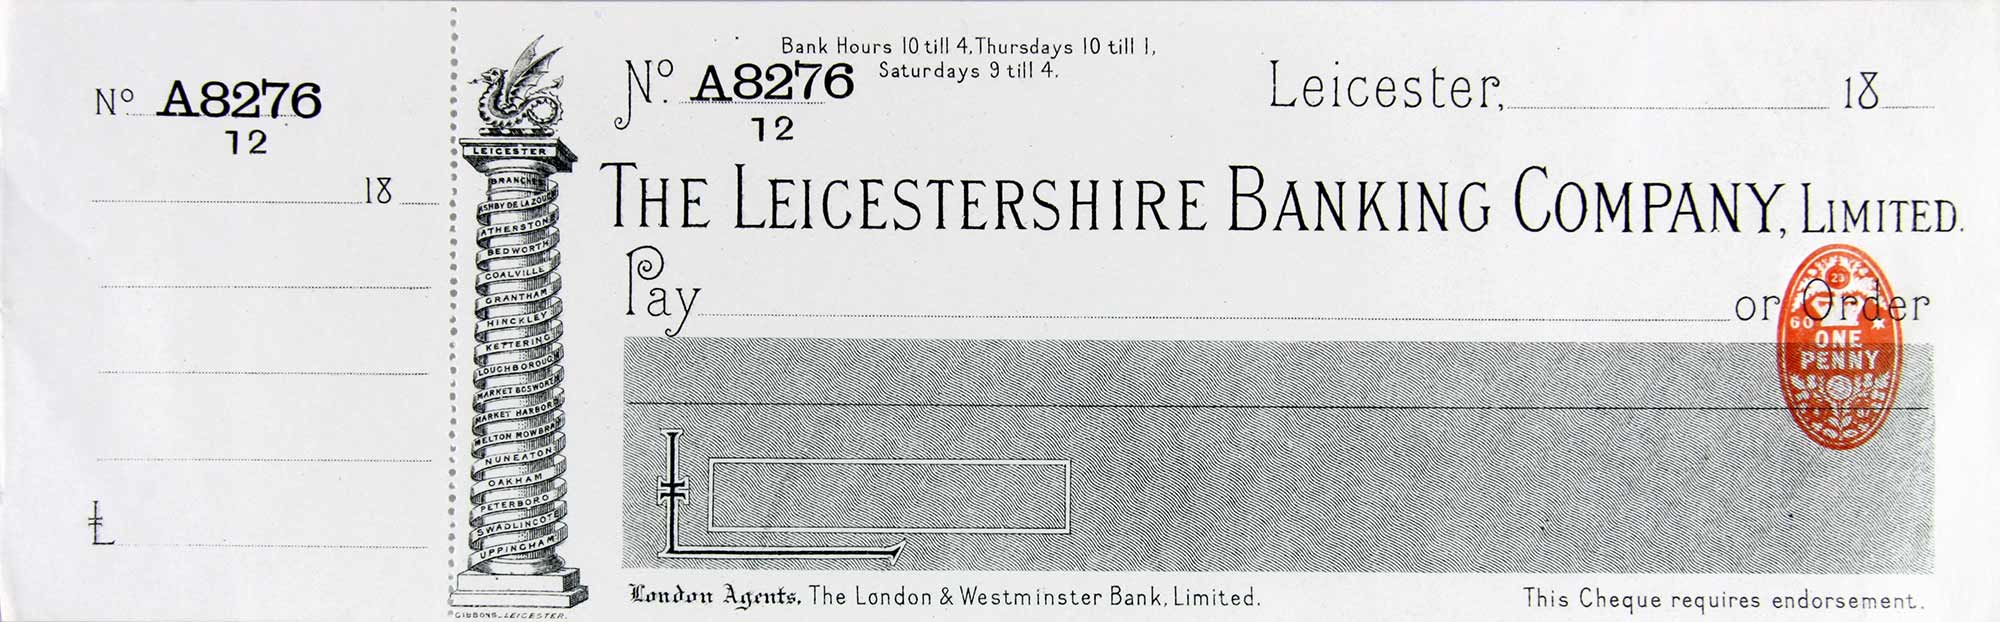 No. A8276
12
18
£
LEICESTER
BRANCHES
ASHBY DE LA ZOUCH
ATHERSTONE
BEDWORTH
COALVILLE
GRANTHAM
HINCKLEY
KETTERING
LOUGHBOROUGH
MARKET BOSWORTH
MARKET HARBORO
MELTON MOWBRAY
NUNEATON
OAKHAM
PETERBORO
SWADLINCOTE
UPPINGHAM
GIBBONS_LEICESTER.
Bank Hours 10 till 4, Thursdays 10 till 1,
Saturdays 9 till 4.
No. A8276
12
Leicester, 18
THE LEICESTERSHIRE BANKING COMPANY, LIMITED.
Pay or Order
23
60
ONE
PENNY
£
London Agents, The London & Westminster Bank, Limited.
This Cheque requires endorsement.